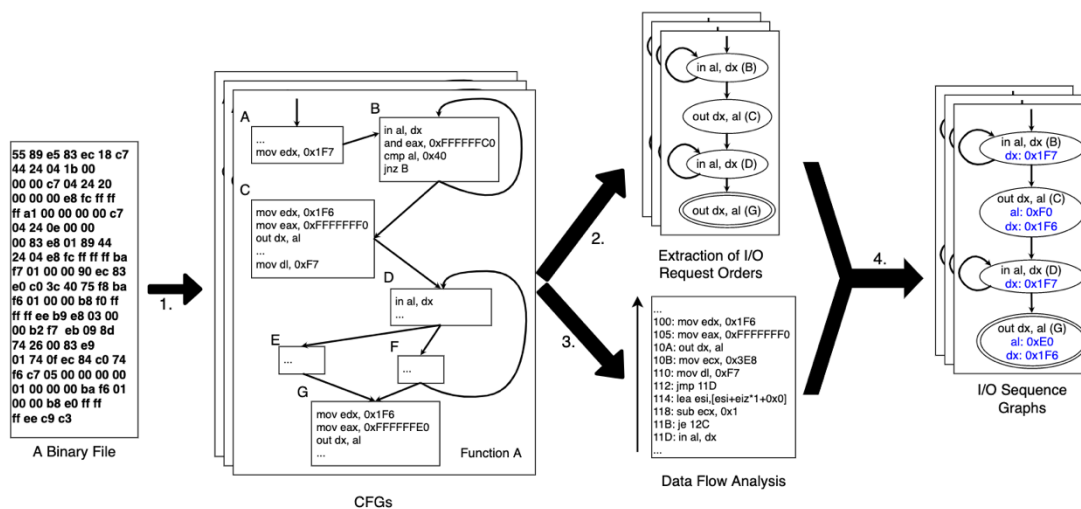 55 89 e5 83 ec 18 c7
44 24 04 1b 00
00 00 c7 04 24 20
00 00 00 e8 fc ff ff
ff a1 00 00 00 00 c7
04 24 0e 00 00
00 83 e8 01 89 44
24 04 e8 fc ff ff ff ba
f7 01 00 00 90 ec 83
e0 c0 3c 40 75 f8 ba
f6 01 00 00 b8 f0 ff
ff ff ee b9 e8 03 00
00 b2 f7 eb 09 8d
74 26 00 83 e9
01 74 0f ec 84 c0 74
f6 c7 05 00 00 00 00
01 00 00 00 ba f6 01
00 00 b8 e0 ff ff
ff ee c9 c3
A Binary File
1.
A
...
mov edx, 0x1F7
B
in al, dx
and eax, 0xFFFFFFC0
cmp al, 0x40
jnz B
C
mov edx, 0x1F6
mov eax, 0xFFFFFFF0
out dx, al
...
mov dl, 0xF7
D
in al, dx
...
E
...
F
...
G
mov edx, 0x1F6
mov eax, 0xFFFFFFE0
out dx, al
Function A
CFGs
2.
in al, dx (B)
out dx, al (C)
in al, dx (D)
out dx, al (G)
Extraction of I/O
Request Orders
3.
...
100: mov edx, 0x1F6
105: mov eax, 0xFFFFFFF0
10A: out dx, al
10B: mov ecx, 0x3E8
110: mov dl, 0xF7
112: jmp 11D
114: lea esi,[esi+eiz*1+0x0]
118: sub ecx, 0x1
11B: je 12C
11D: in al, dx
...
Data Flow Analysis
4.
in al, dx (B)
dx: 0x1F7
out dx, al (C)
al: 0xF0
dx: 0x1F6
in al, dx (D)
dx: 0x1F7
out dx, al (G)
al: 0xE0
dx: 0x1F6
I/O Sequence
Graphs